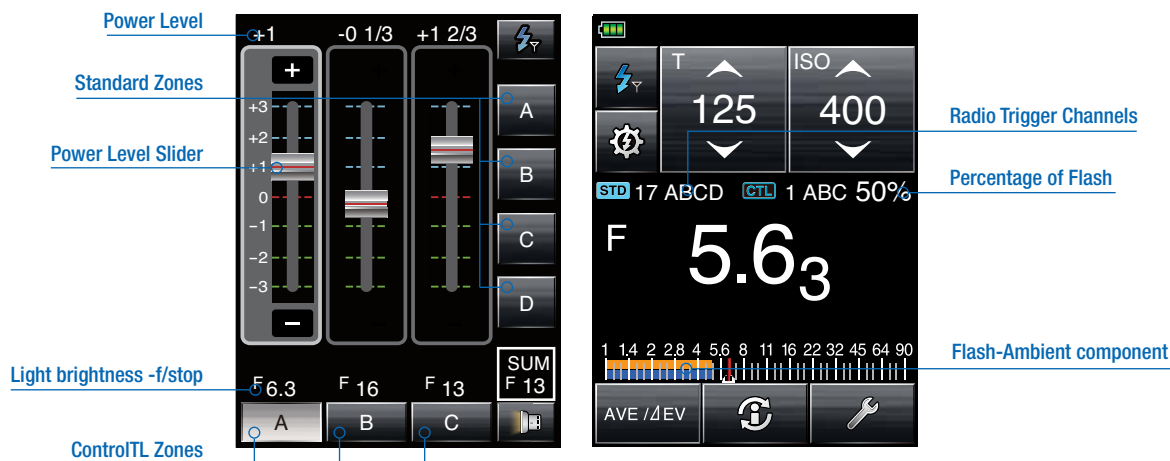 Power Level
Standard Zones
Power Level Slider
Light brightness -f/stop
ControlTL Zones
+1 -0 1/3 +1 2/3
+
+3
+2
+1
0
-1
-2
-3
−
A
B
C
D
SUM
F 13
F 6.3 F 16 F 13
A B C
T
125
ISO
400
STD 17 ABCD CTL 1 ABC 50%
F 5.6 3
1 1.4 2 2.8 4 5.6 8 11 16 22 32 45 64 90
AVE /⊿EV
Radio Trigger Channels
Percentage of Flash
Flash-Ambient component